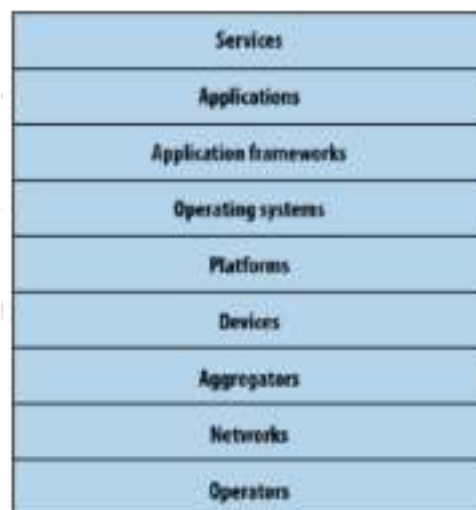 Services
Applications
Application frameworks
Operating systems
Platforms
Devices
Aggregators
Networks
Operators